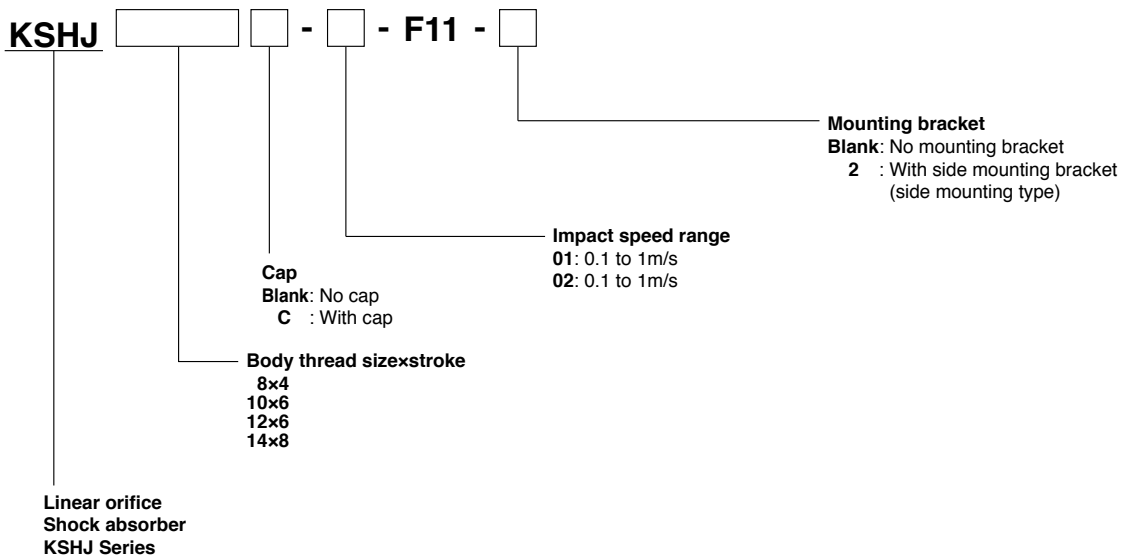 KSHJ - - F11 -
Mounting bracket
Blank: No mounting bracket
2 : With side mounting bracket
(side mounting type)
Impact speed range
01: 0.1 to 1m/s
02: 0.1 to 1m/s
Cap
Blank: No cap
C : With cap
Body thread size×stroke
8×4
10×6
12×6
14×8
Linear orifice
Shock absorber
KSHJ Series